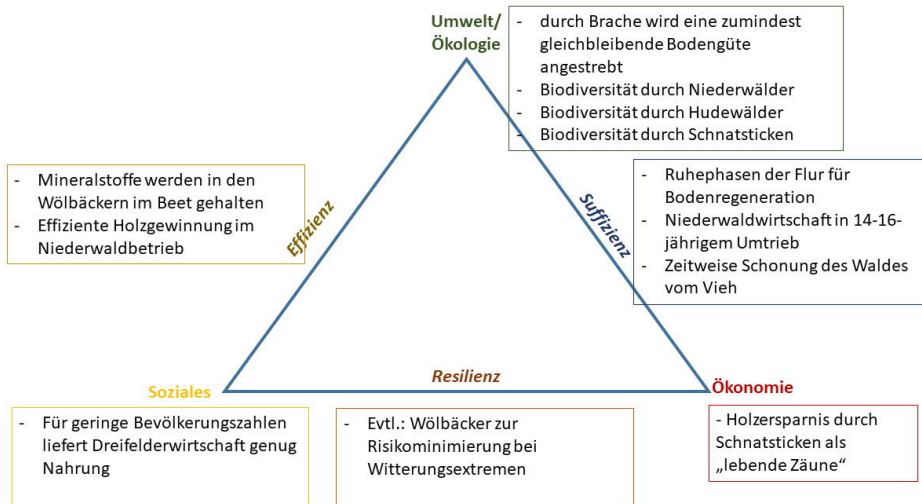 Umwelt/
Ökologie
- durch Brache wird eine zumindest
gleichbleibende Bodengüte
angestrebt
- Biodiversität durch Niederwälder
- Biodiversität durch Hudewälder
- Biodiversität durch Schnatsticken
- Mineralstoffe werden in den
Wölbäckern im Beet gehalten
- Effiziente Holzgewinnung im
Niederwaldbetrieb
Effizienz
Suffizienz
- Ruhephasen der Flur für
Bodenregeneration
- Niederwaldwirtschaft in 14-16-
jährigem Umtrieb
- Zeitweise Schonung des Waldes
vom Vieh
Soziales
Resilienz
Ökonomie
- Für geringe Bevölkerungszahlen
liefert Dreifelderwirtschaft genug
Nahrung
- Evtl.: Wölbäcker zur
Risikominimierung bei
Witterungsextremen
- Holzersparnis durch
Schnatsticken als
„lebende Zäune“